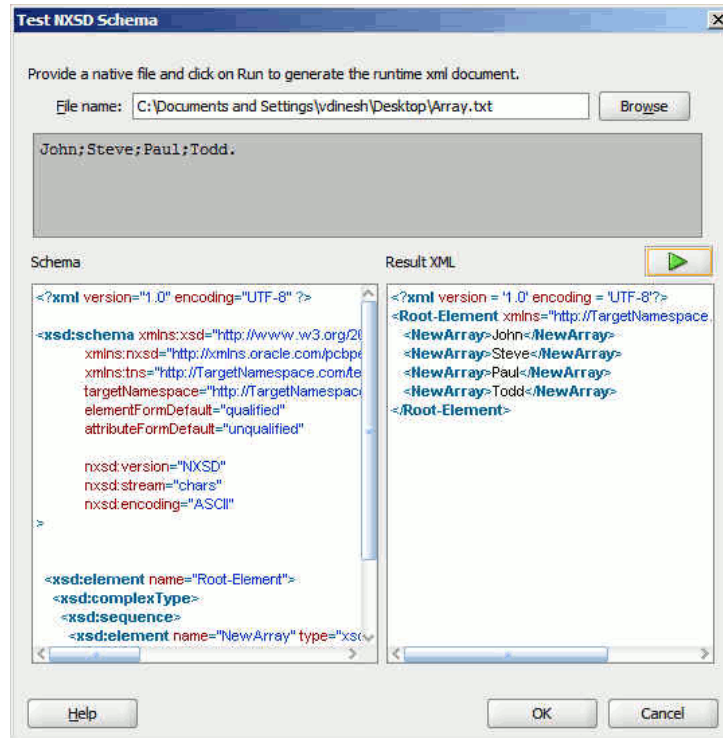 Test NXSD Schema
Provide a native file and click on Run to generate the runtime xml document.
File name: C:\Documents and Settings\vdinesh\Desktop\Array.txt Browse
John;Steve;Paul;Todd.
Schema
<?xml version="1.0" encoding="UTF-8" ?>
<xsd:schema xmlns:xsd="http://www.w3.org/20
xmlns:nxsd="http://xmlns.oracle.com/pcbpe
xmlns:tns="http://TargetNamespace.com/te
targetNamespace="http://TargetNamespac
elementFormDefault="qualified"
attributeFormDefault="unqualified"
nxsd:version="NXSD"
nxsd:stream="chars"
nxsd:encoding="ASCII"
>
<xsd:element name="Root-Element">
<xsd:complexType>
<xsd:sequence>
<xsd:element name="NewArray" type="xsd
Result XML
<?xml version = '1.0' encoding = 'UTF-8'?>
<Root-Element xmlns="http://TargetNamespace.
<NewArray>John</NewArray>
<NewArray>Steve</NewArray>
<NewArray>Paul</NewArray>
<NewArray>Todd</NewArray>
</Root-Element>
Help OK Cancel